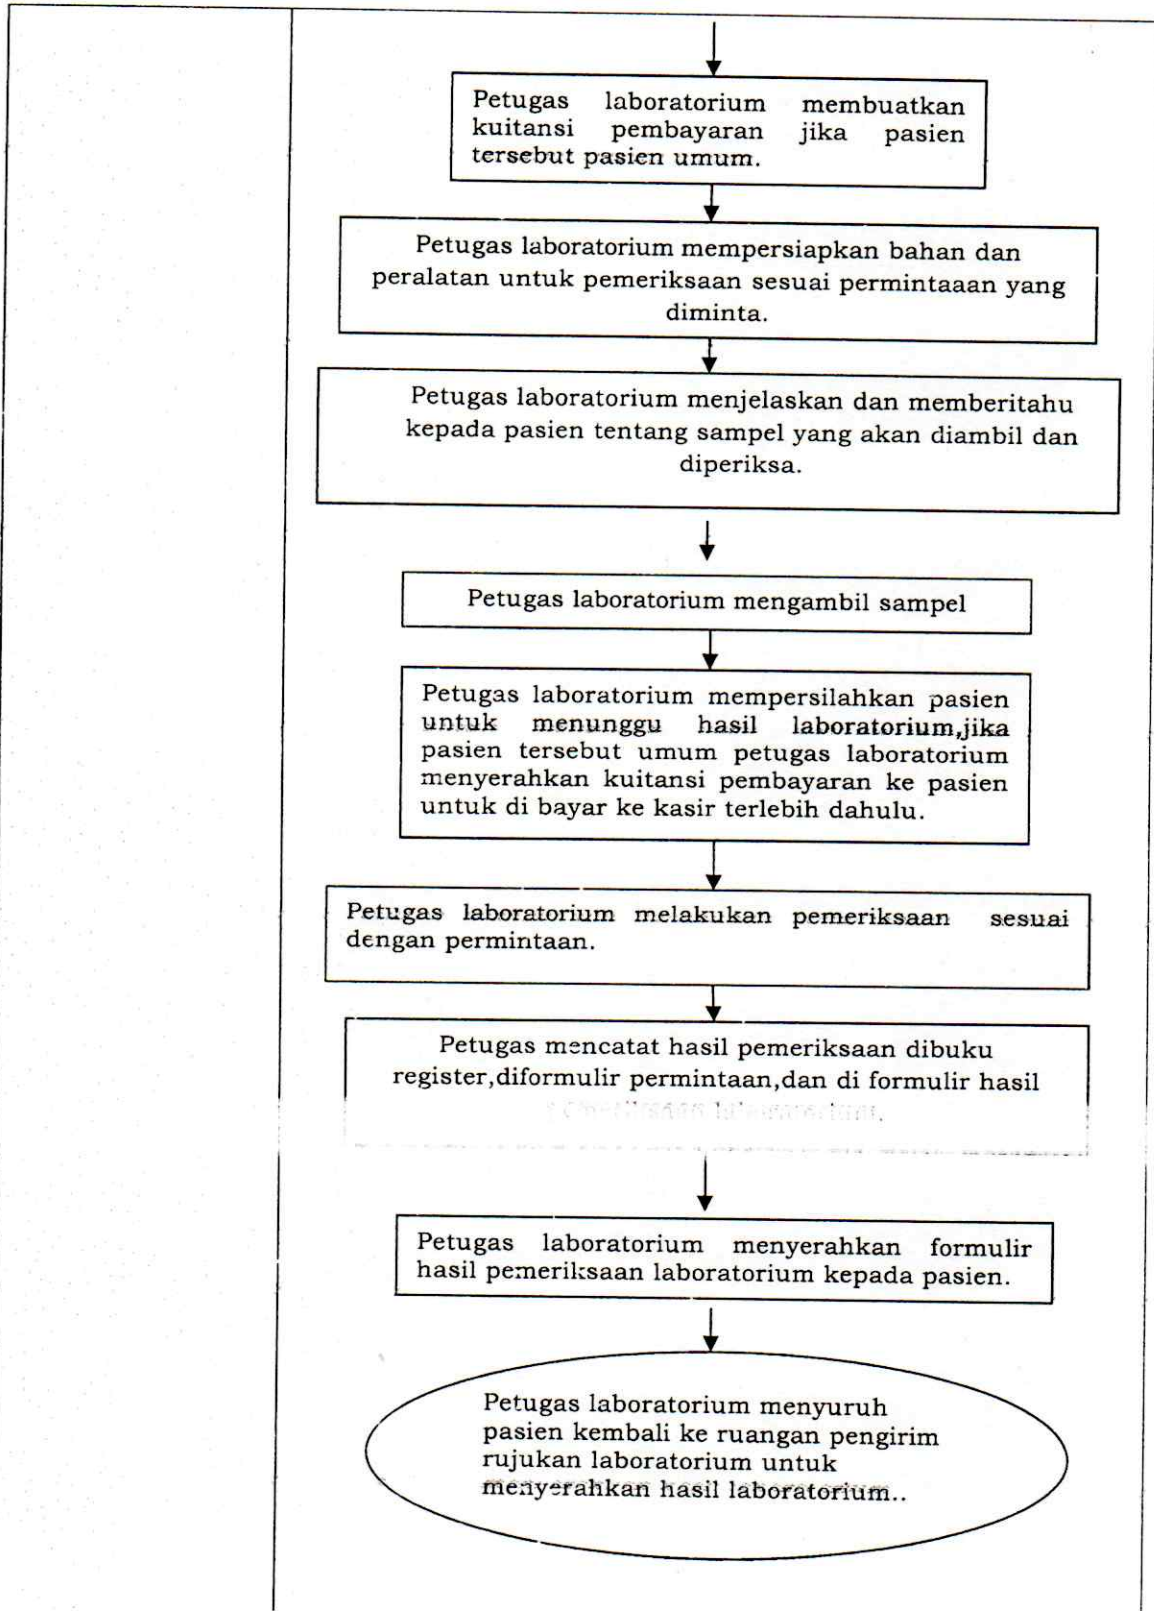 Petugas laboratorium membuatkan
kuitansi pembayaran jika pasien
tersebut pasien umum.
Petugas laboratorium mempersiapkan bahan dan
peralatan untuk pemeriksaan sesuai permintaaan yang
diminta.
Petugas laboratorium menjelaskan dan memberitahu
kepada pasien tentang sampel yang akan diambil dan
diperiksa.
Petugas laboratorium mengambil sampel
Petugas laboratorium mempersilahkan pasien
untuk menunggu hasil laboratorium,jika
pasien tersebut umum petugas laboratorium
menyerahkan kuitansi pembayaran ke pasien
untuk di bayar ke kasir terlebih dahulu.
Petugas laboratorium melakukan pemeriksaan sesuai
dengan permintaan.
Petugas mencatat hasil pemeriksaan dibuku
register,diformulir permintaan,dan di formulir hasil
pemeriksaan laboratorium.
Petugas laboratorium menyerahkan formulir
hasil pemeriksaan laboratorium kepada pasien.
Petugas laboratorium menyuruh
pasien kembali ke ruangan pengirim
rujukan laboratorium untuk
menyerahkan hasil laboratorium..